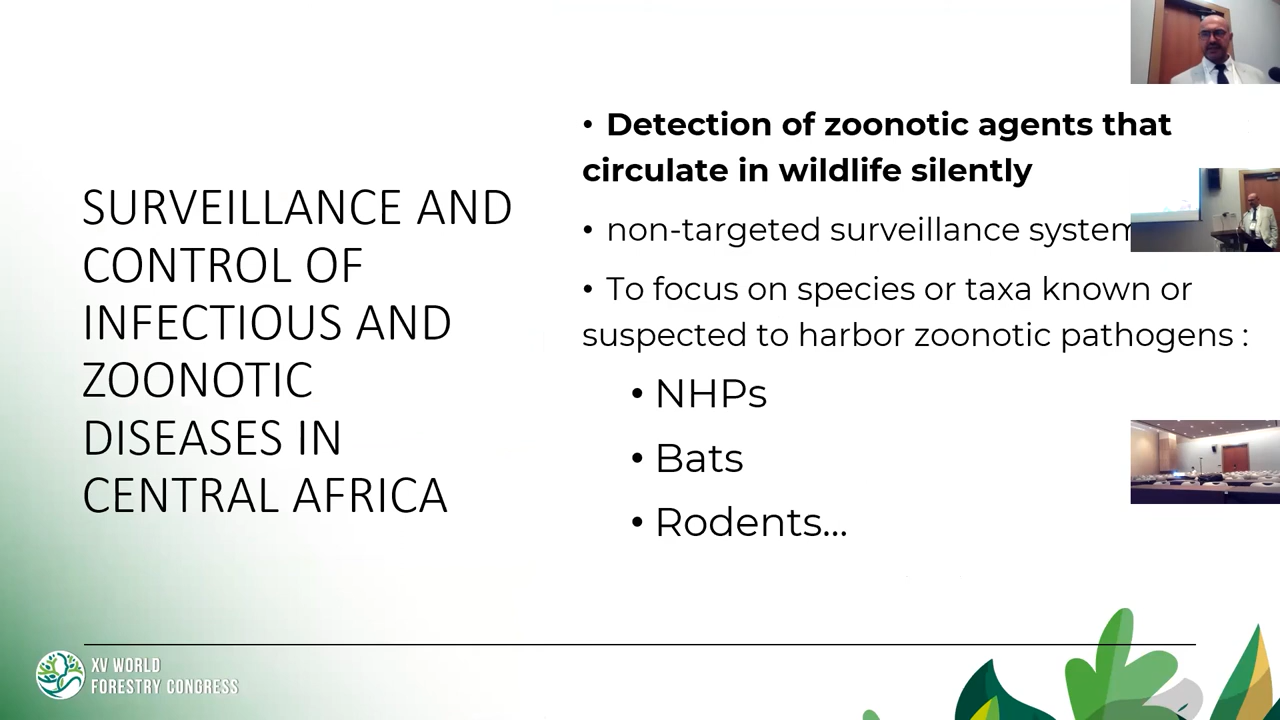 SURVEILLANCE AND
CONTROL OF
INFECTIOUS AND
ZOONOTIC
DISEASES IN
CENTRAL AFRICA
• Detection of zoonotic agents that
circulate in wildlife silently
• non-targeted surveillance system
• To focus on species or taxa known or
suspected to harbor zoonotic pathogens :
• NHPs
• Bats
• Rodents...
XV WORLD
FORESTRY CONGRESS